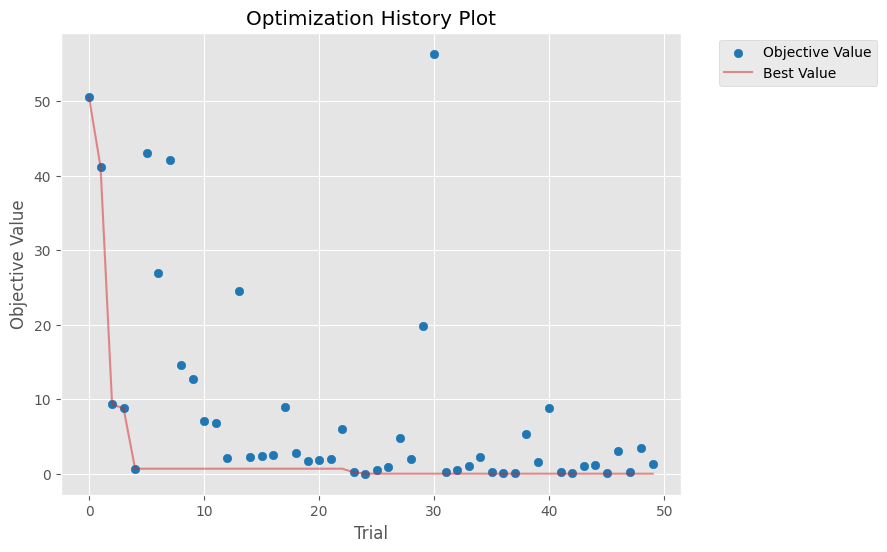 Optimization History Plot
Objective Value
Best Value
Objective Value
50
40
30
20
10
0
0 10 20 30 40 50
Trial